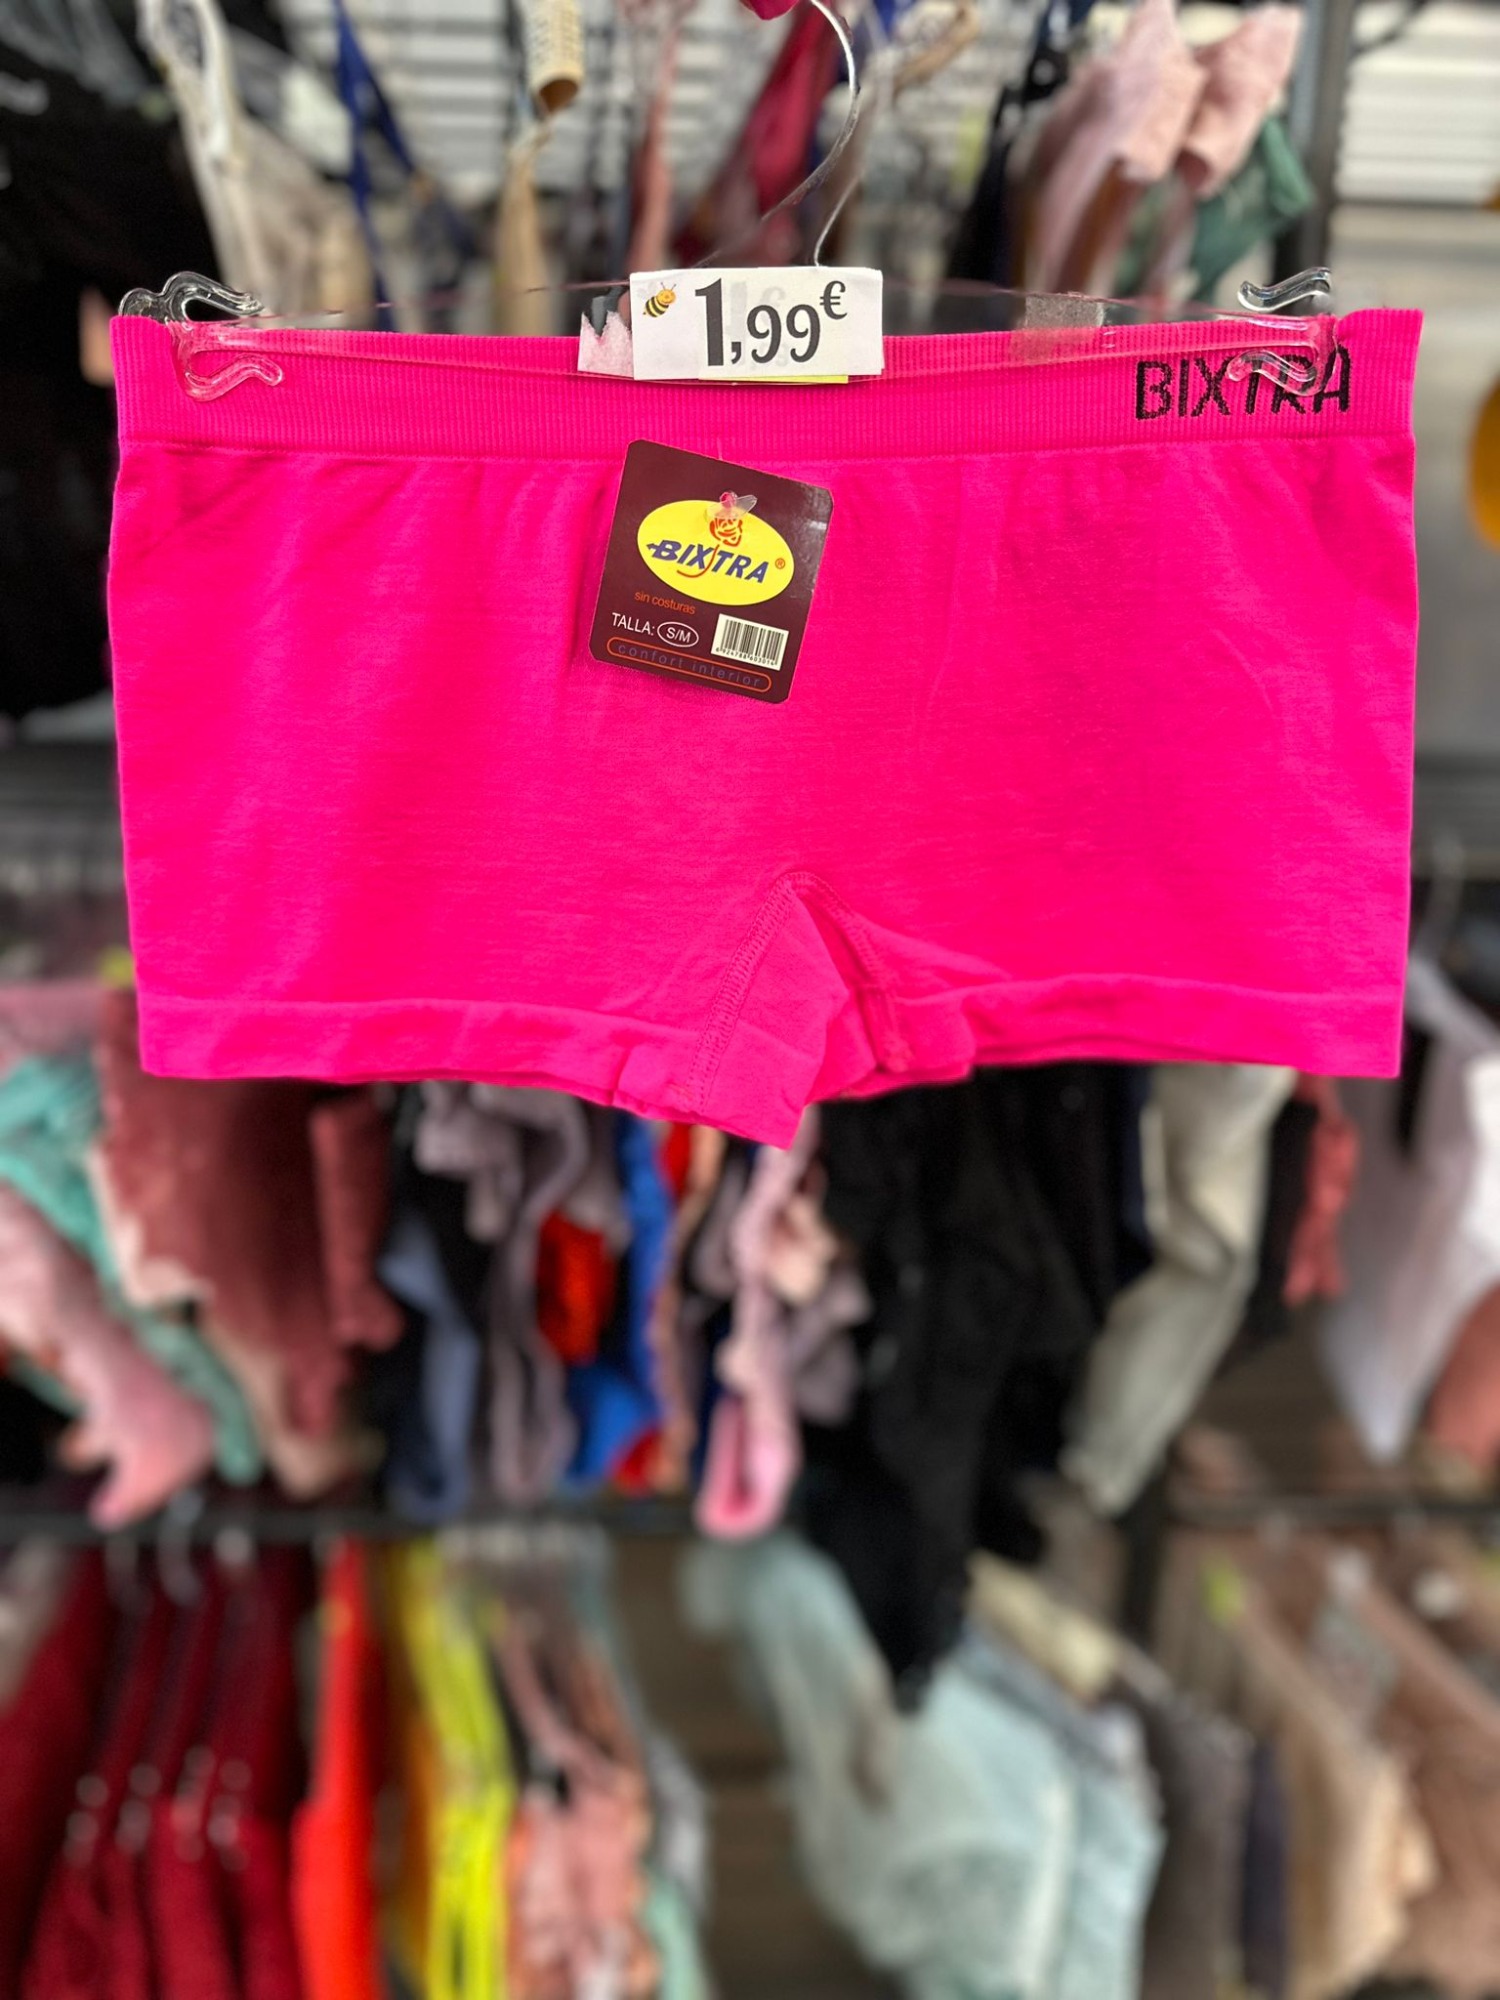 1,99€
BIXTRA
BIXTRA®
sin costuras
TALLA: S/M
confort interior